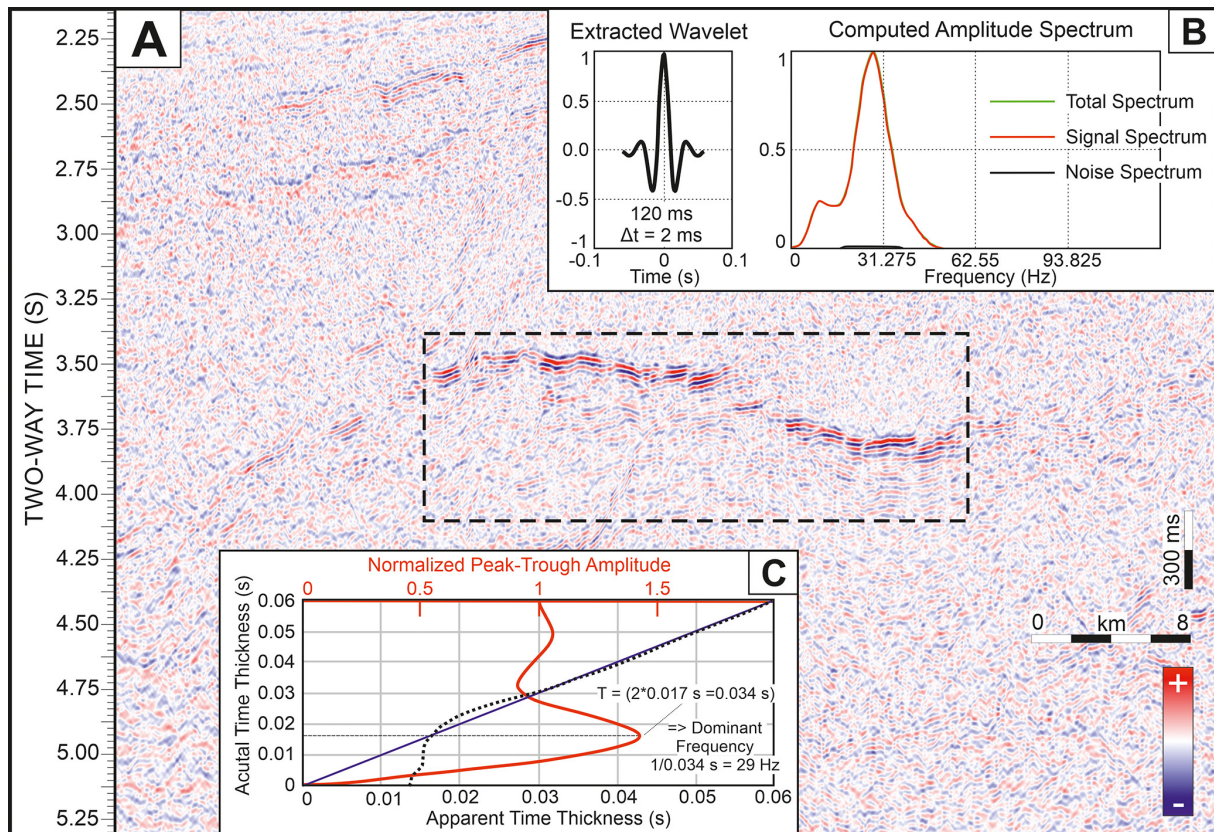 A
TWO-WAY TIME (S)
2.25
2.50
2.75
3.00
3.25
3.50
3.75
4.00
4.25
4.50
4.75
5.00
5.25
B
Extracted Wavelet
1
0.5
0.0
-0.5
-1
120 ms
Δt = 2 ms
-0.1 0 0.1
Time (s)
Computed Amplitude Spectrum
1
0.5
0
Total Spectrum
Signal Spectrum
Noise Spectrum
0 31.275 62.55 93.825
Frequency (Hz)
300 ms
0 km 8
+
-
C
Normalized Peak-Trough Amplitude
0 0.5 1 1.5
Acutal Time Thickness (s)
0.06
0.05
0.04
0.03
0.02
0.01
0
T = (2*0.017 s =0.034 s)
=> Dominant
Frequency
1/0.034 = 29 Hz
0 0.01 0.02 0.03 0.04 0.05 0.06
Apparent Time Thickness (s)